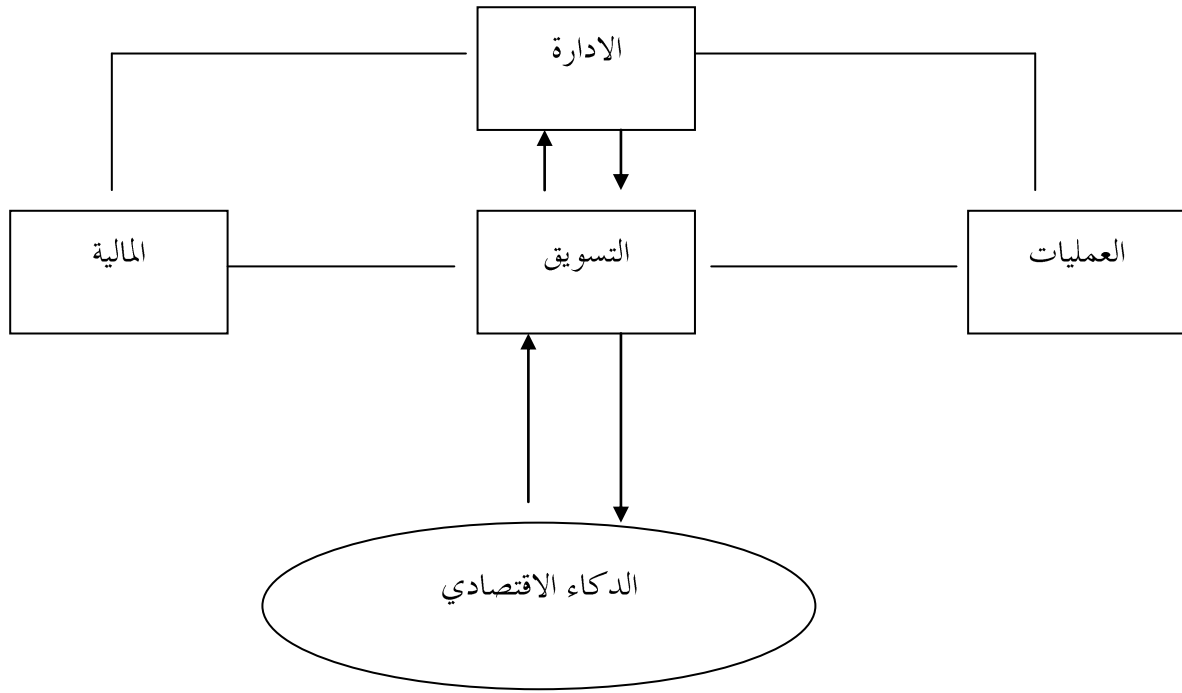 الادارة
العمليات
التسويق
المالية
الدكاء الاقتصادي